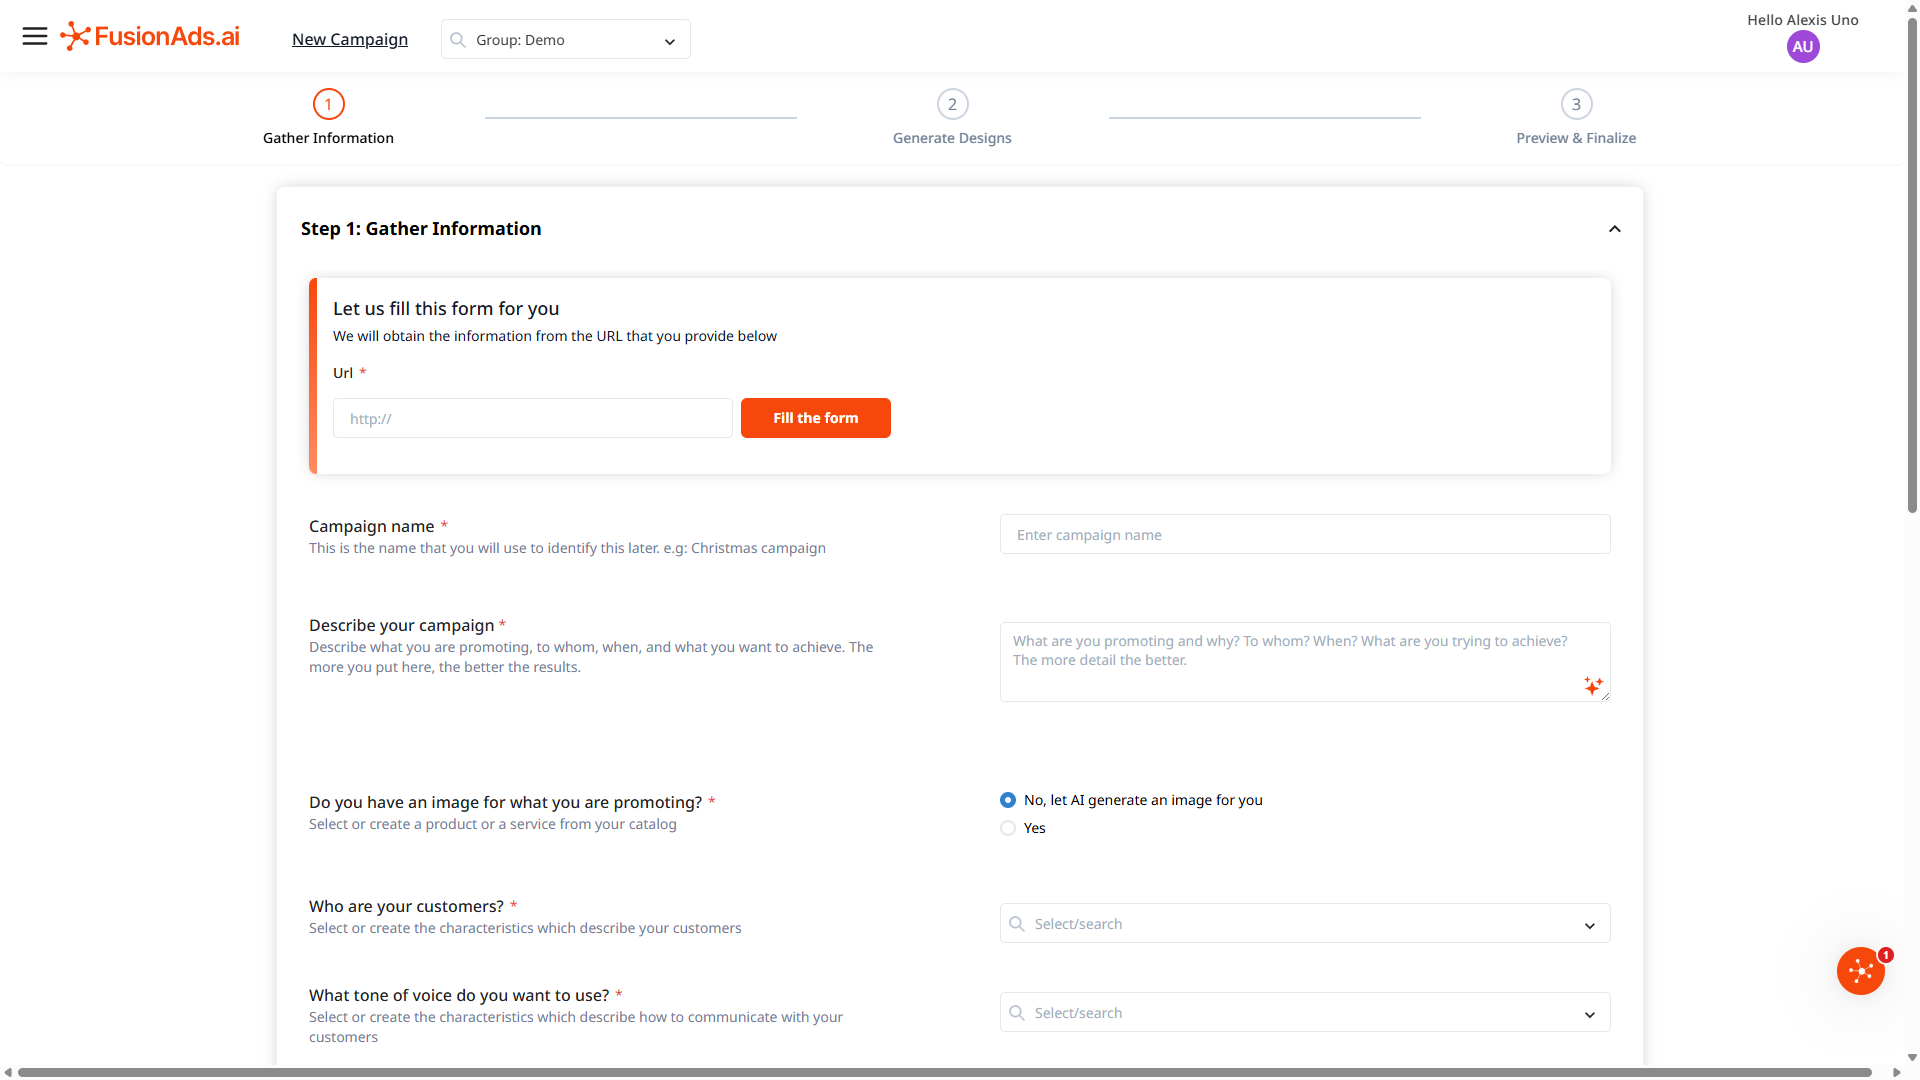 FusionAds.ai
New Campaign
Group: Demo
Hello Alexis Uno
AU
1
Gather Information
2
Generate Designs
3
Preview & Finalize
Step 1: Gather Information
Let us fill this form for you
We will obtain the information from the URL that you provide below
Url *
http://
Fill the form
Campaign name *
This is the name that you will use to identify this later. e.g: Christmas campaign
Enter campaign name
Describe your campaign *
Describe what you are promoting, to whom, when, and what you want to achieve. The
more you put here, the better the results.
What are you promoting and why? To whom? When? What are you trying to achieve?
The more detail the better.
Do you have an image for what you are promoting? *
Select or create a product or a service from your catalog
No, let AI generate an image for you
Yes
Who are your customers? *
Select or create the characteristics which describe your customers
Select/search
1
What tone of voice do you want to use? *
Select or create the characteristics which describe how to communicate with your
customers
Select/search